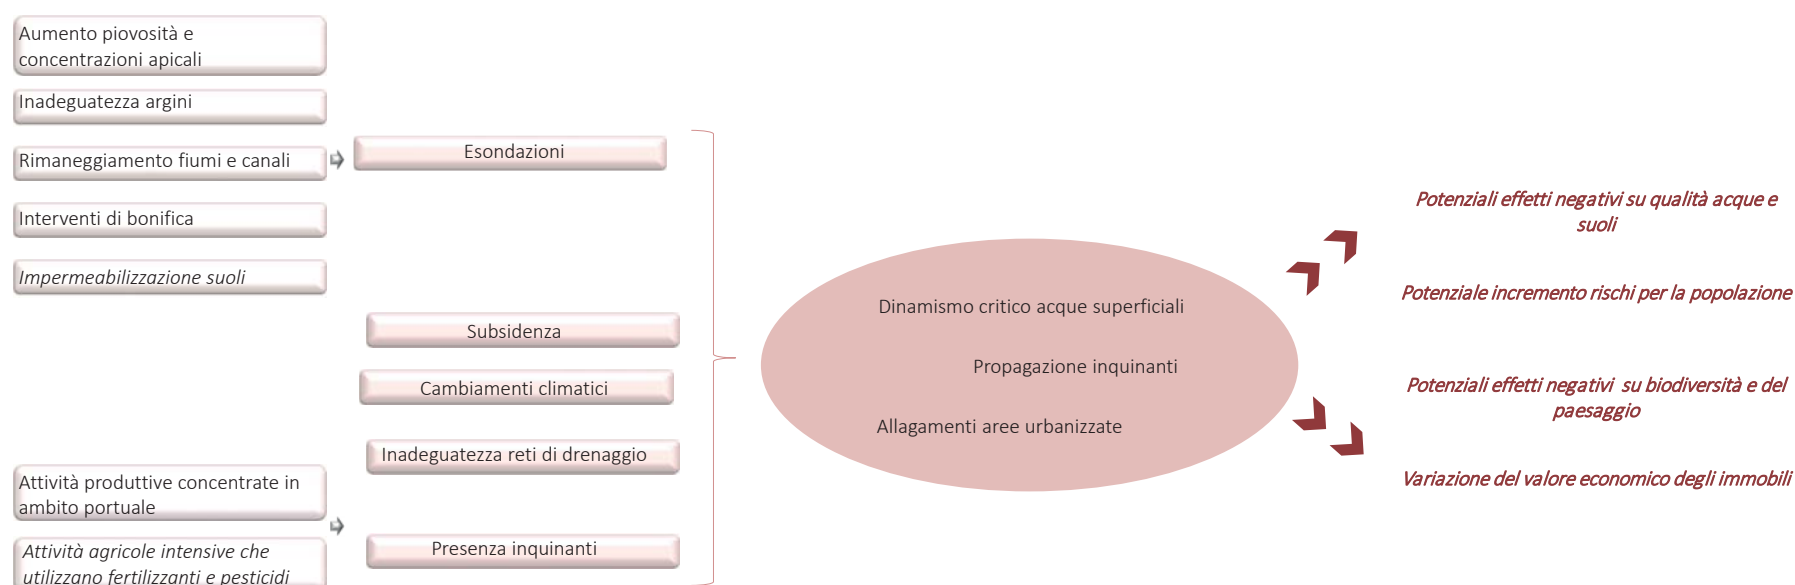 Aumento piovosità e
concentrazioni apicali
Inadeguatezza argini
Rimaneggiamento fiumi e canali
Interventi di bonifica
Impermeabilizzazione suoli
Attività produttive concentrate in
ambito portuale
Attività agricole intensive che
utilizzano fertilizzanti e pesticidi
Esondazioni
Subsidenza
Cambiamenti climatici
Inadeguatezza reti di drenaggio
Presenza inquinanti
Dinamismo critico acque superficiali
Propagazione inquinanti
Allagamenti aree urbanizzate
Potenziali effetti negativi su qualità acque e
suoli
Potenziale incremento rischi per la popolazione
Potenziali effetti negativi su biodiversità e del
paesaggio
Variazione del valore economico degli immobili